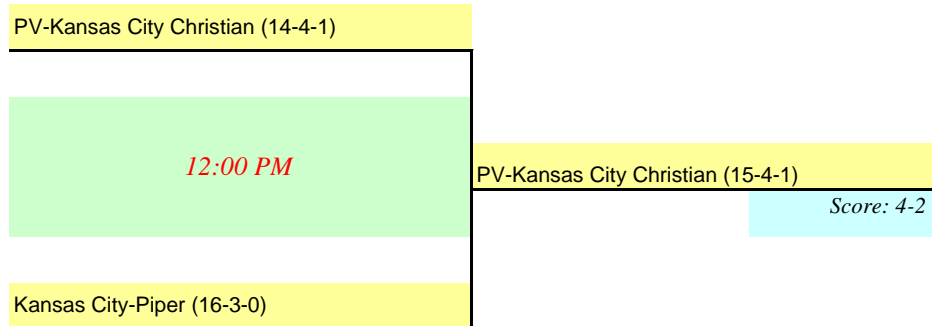 PV-Kansas City Christian (14-4-1)
12:00 PM
PV-Kansas City Christian (15-4-1)
Score: 4-2
Kansas City-Piper (16-3-0)